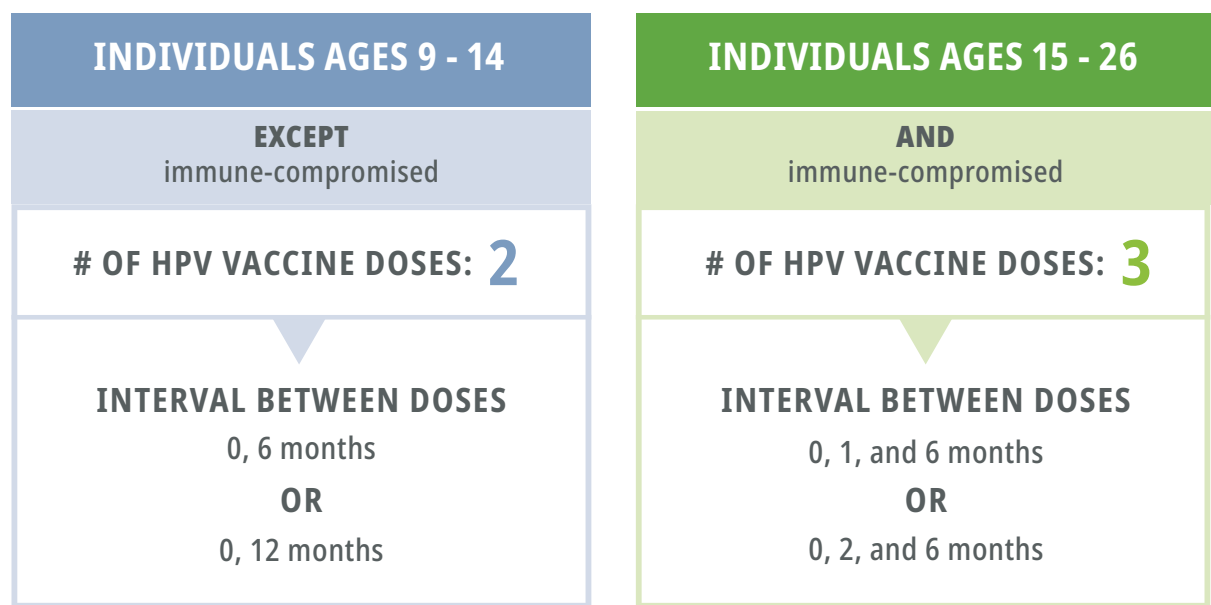 INDIVIDUALS AGES 9 - 14
EXCEPT
immune-compromised
# OF HPV VACCINE DOSES: 2
INTERVAL BETWEEN DOSES
0, 6 months
OR
0, 12 months
INDIVIDUALS AGES 15 - 26
AND
immune-compromised
# OF HPV VACCINE DOSES: 3
INTERVAL BETWEEN DOSES
0, 1, and 6 months
OR
0, 2, and 6 months